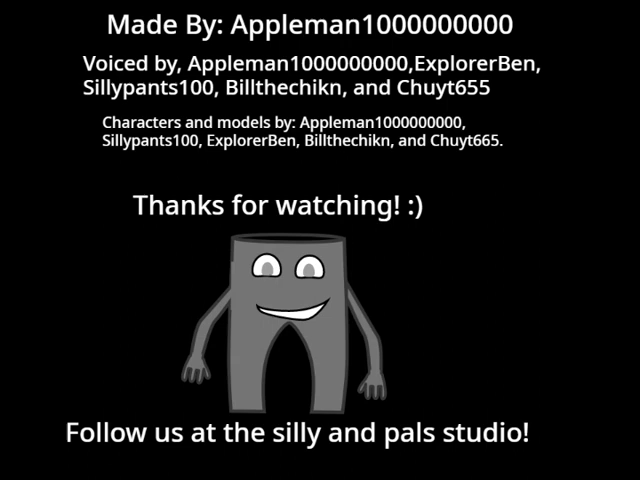 Made By: Appleman1000000000
Voiced by, Appleman1000000000,ExplorerBen,
Sillypants100, Billthechikn, and Chuyt655
Characters and models by: Appleman1000000000,
Sillypants100, ExplorerBen, Billthechikn, and Chuyt665.
Thanks for watching! :)
Follow us at the silly and pals studio!